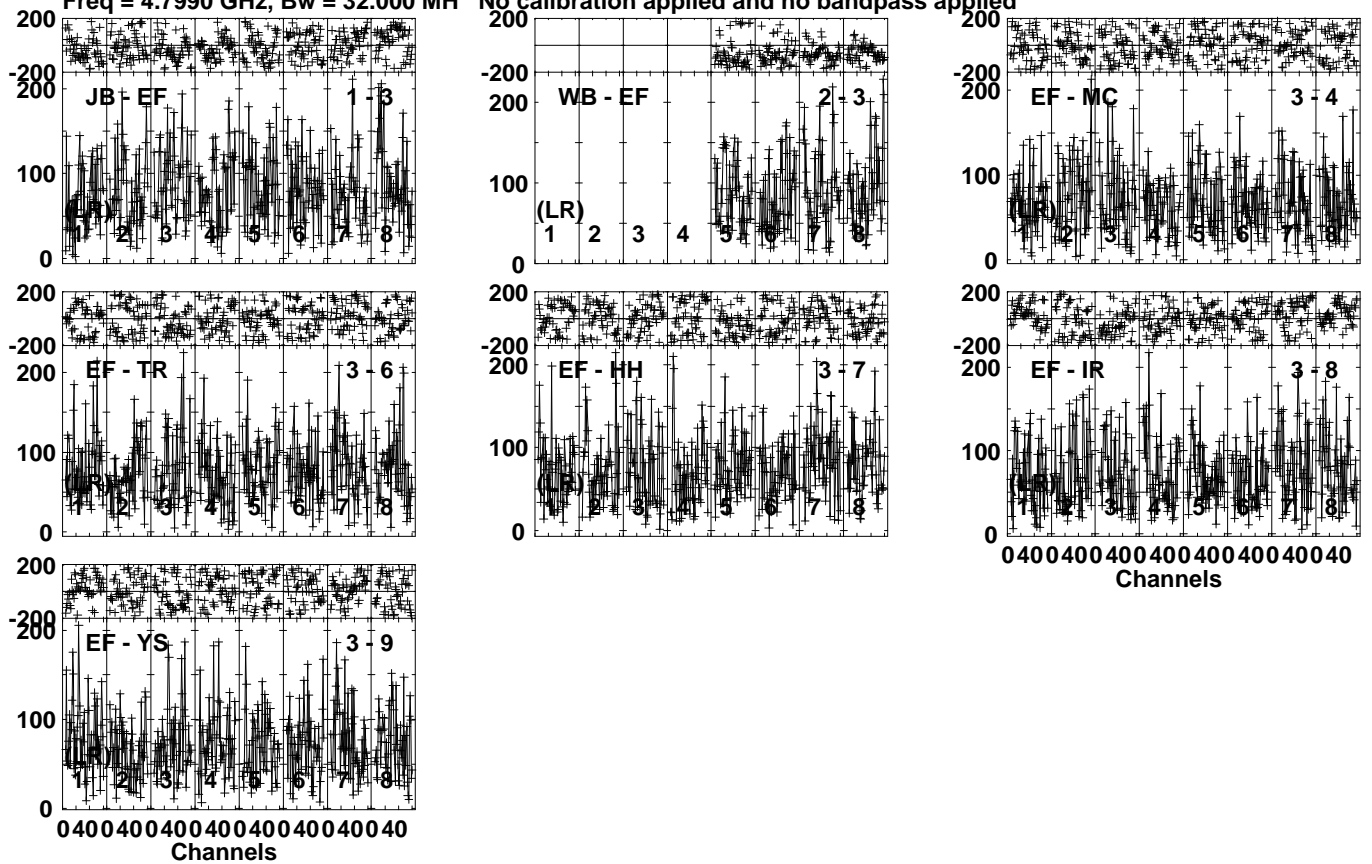 Freq = 4.7990 GHz, Bw = 32.000 MH No calibration applied and no bandpass applied
200 200 200
-200 -200 -200
JB - EF 1 - 3 WB - EF 2 - 3 EF - MC 3 - 4
200 200 200
100 100 100
(LR) (LR) (LR)
1 2 3 4 5 6 7 8 1 2 3 4 5 6 7 8 1 2 3 4 5 6 7 8
0 0 0
200 200 200
-200 -200 -200
EF - TR 3 - 6 EF - HH 3 - 7 EF - IR 3 - 8
200 200 200
100 100 100
(LR) (LR) (LR)
1 2 3 4 5 6 7 8 1 2 3 4 5 6 7 8 1 2 3 4 5 6 7 8
0 0 0
0 40 0 40 0 40 0 40 0 40 0 40 0 40 0 40
Channels
200
-200
200
EF - YS 3 - 9
100
(LR)
1 2 3 4 5 6 7 8
0
0 40 0 40 0 40 0 40 0 40 0 40 0 40 0 40
Channels